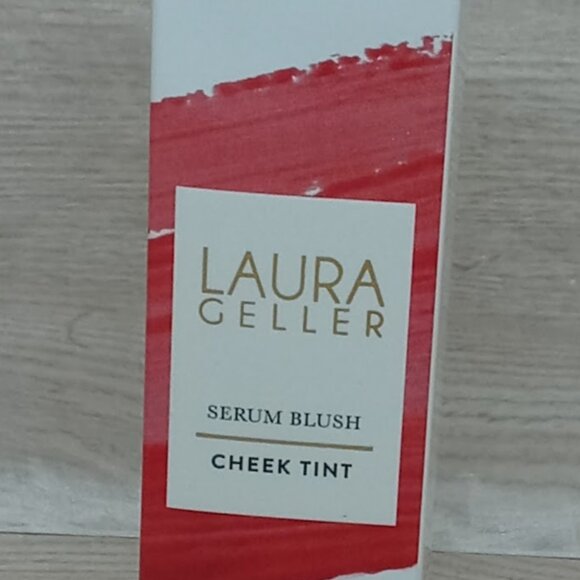 LAURA
GELLER
SERUM BLUSH
CHEEK TINT